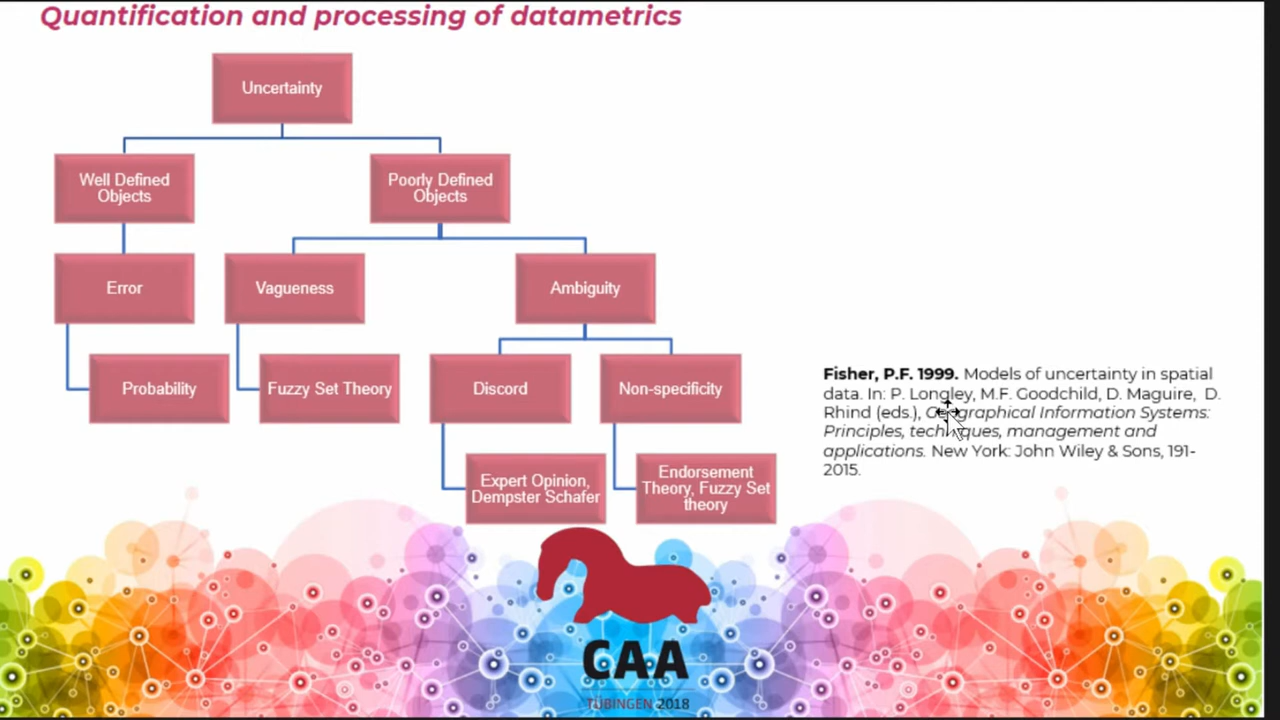 Quantification and processing of datametrics
Uncertainty
Well Defined
Objects
Poorly Defined
Objects
Error
Vagueness
Ambiguity
Probability
Fuzzy Set Theory
Discord
Non-specificity
Expert Opinion,
Dempster Schafer
Endorsement
Theory, Fuzzy Set
theory
Fisher, P.F. 1999. Models of uncertainty in spatial
data. In: P. Longley, M.F. Goodchild, D. Maguire, D.
Rhind (eds.), Geographical Information Systems:
Principles, techniques, management and
applications. New York: John Wiley & Sons, 191-
2015.
CAA
TÜBINGEN 2018